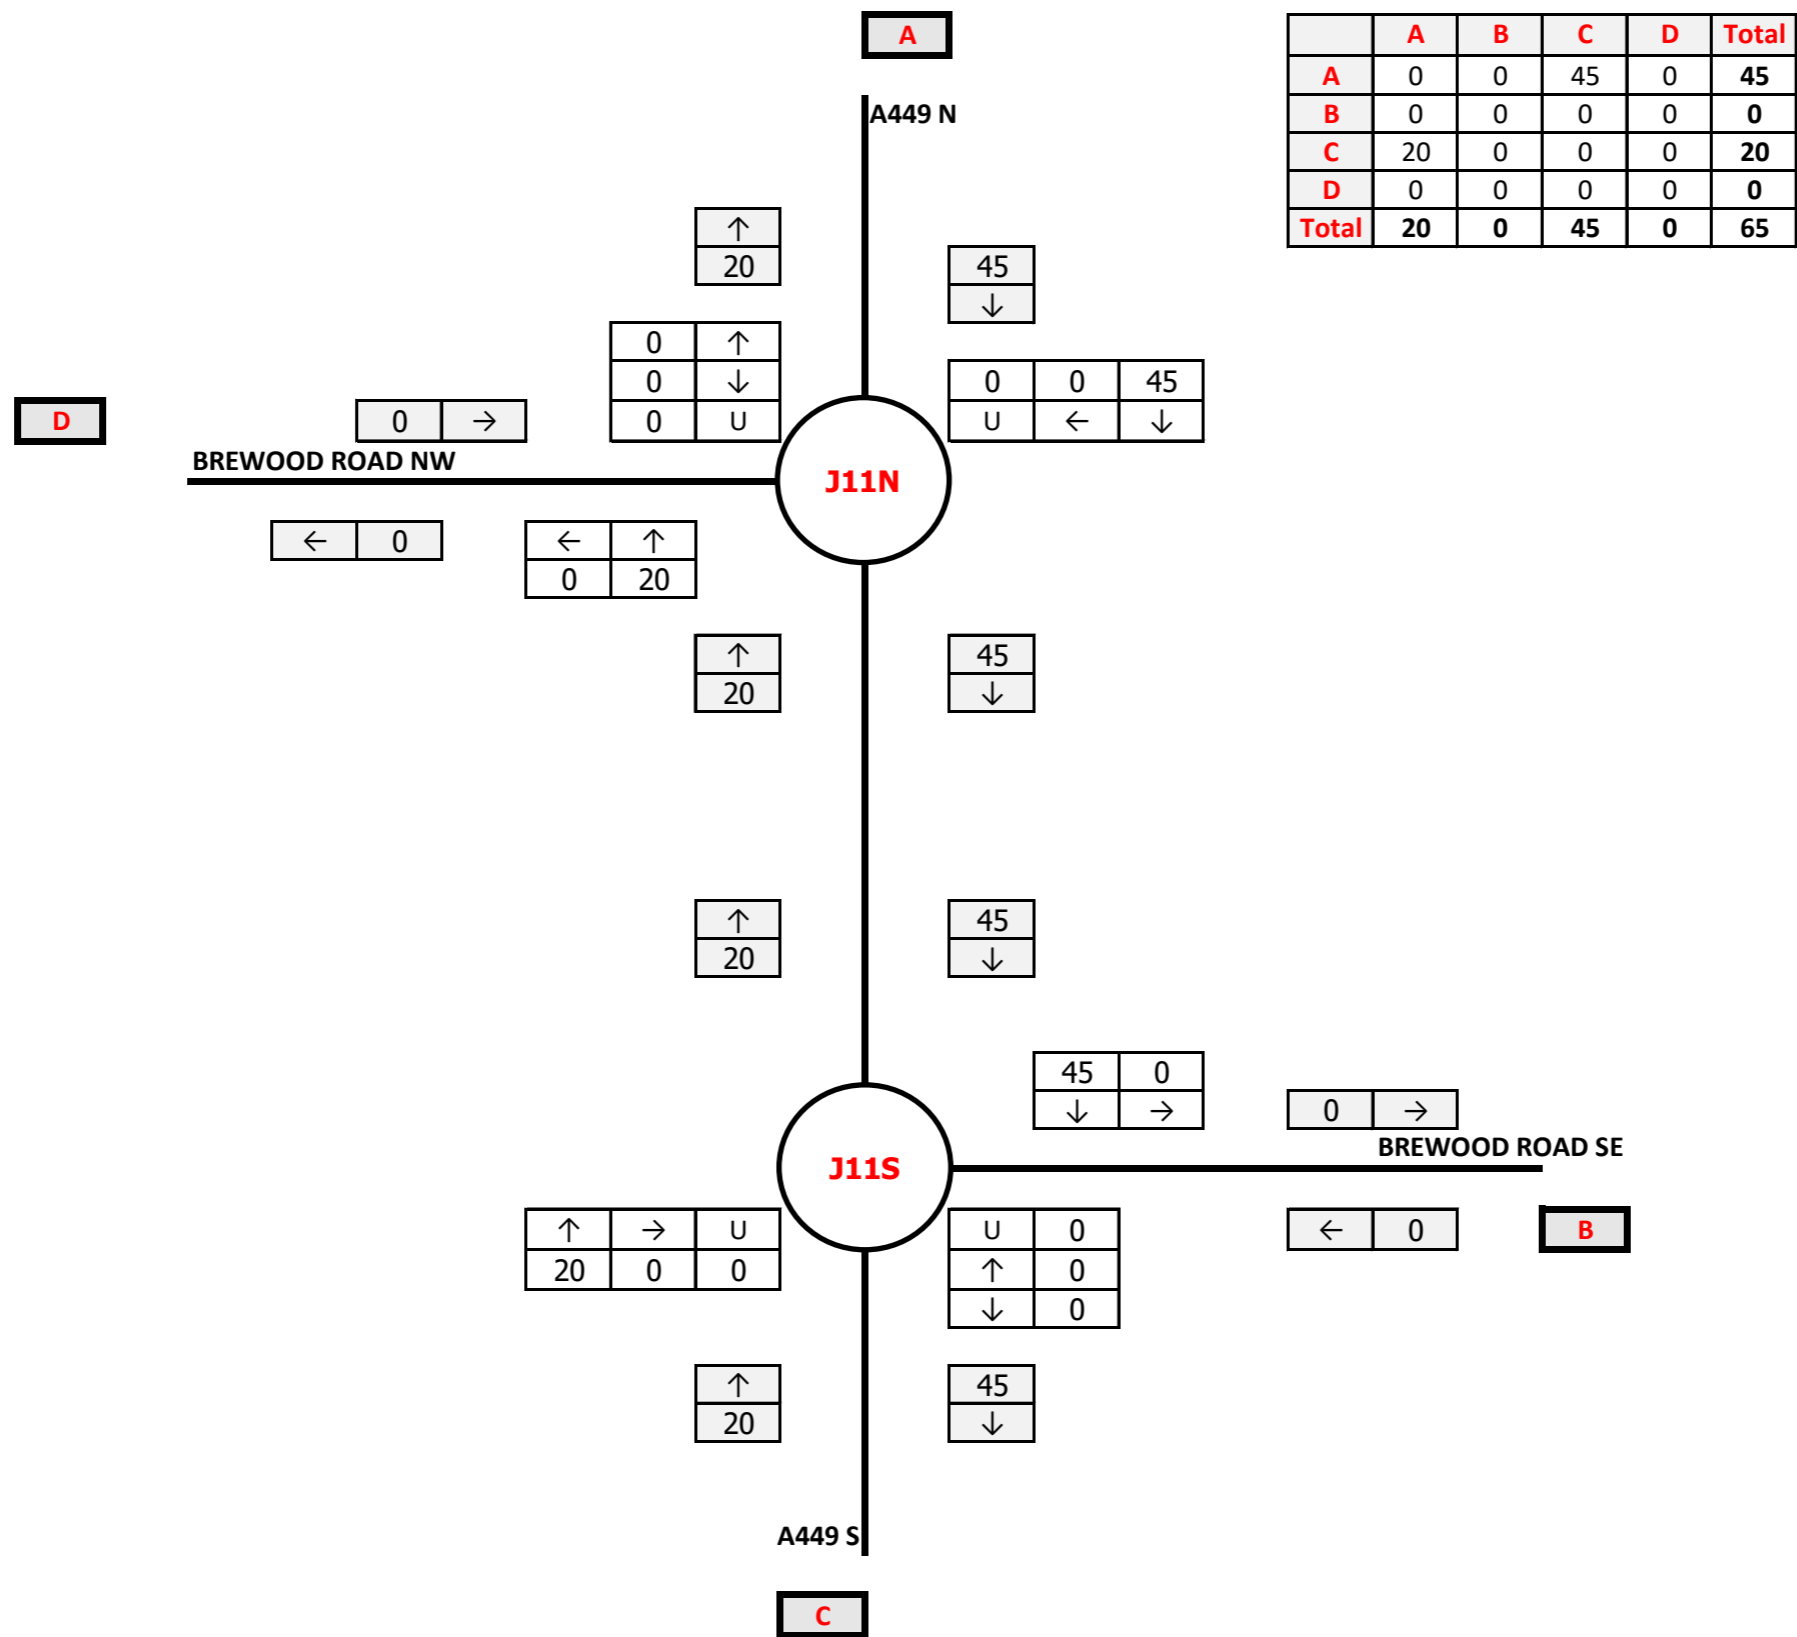 A
A B C D Total
A 0 0 45 0 45
B 0 0 0 0 0
C 20 0 0 0 20
D 0 0 0 0 0
Total 20 0 45 0 65
A449 N
↑
20
45
↓
0 ↑
0 ↓
0 U
0 0 45
U ← ↓
D
0 →
BREWOOD ROAD NW
J11N
← 0
← ↑
0 20
↑
20
45
↓
↑
20
45
↓
45 0
↓ →
0 →
BREWOOD ROAD SE
J11S
↑ → U
20 0 0
U 0
↑ 0
↓ 0
← 0
B
↑
20
45
↓
A449 S
C